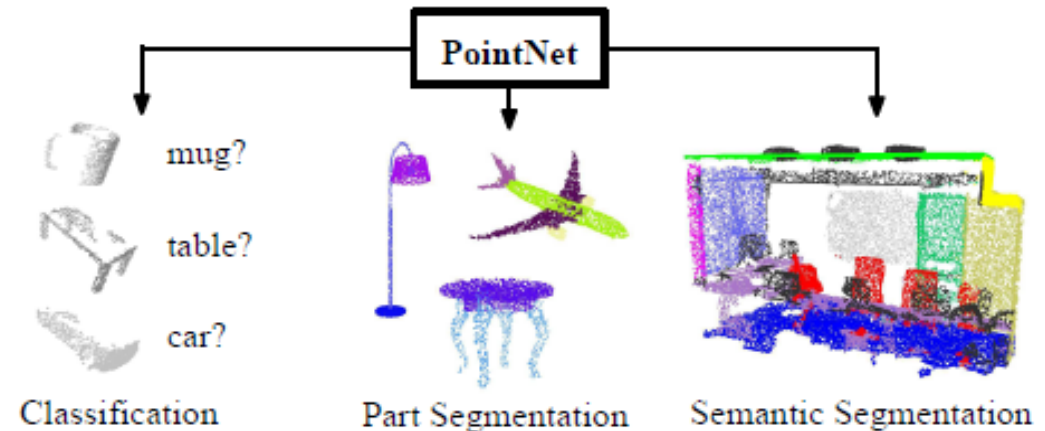 PointNet
mug?
table?
car?
Classification
Part Segmentation
Semantic Segmentation